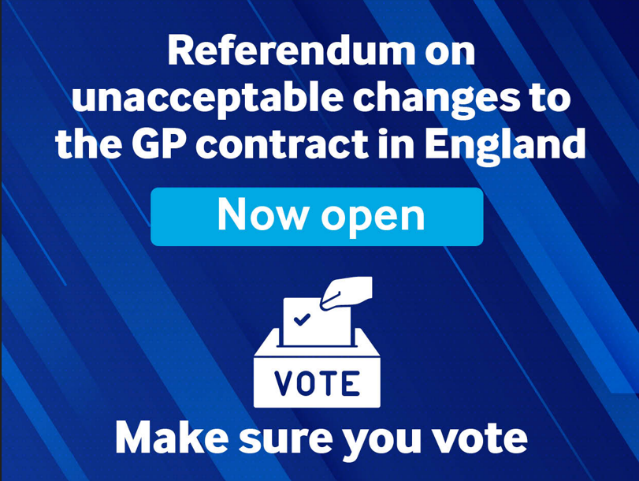 Referendum on
unacceptable changes to
the GP contract in England
Now open
VOTE
Make sure you vote